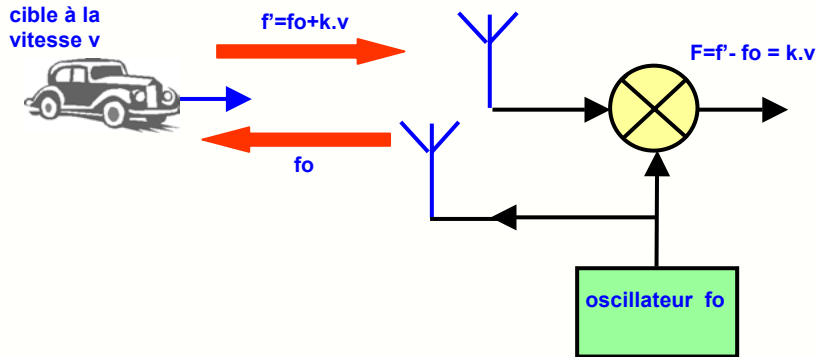 cible à la
vitesse v
f'=fo+k.v
F=f'- fo = k.v
fo
oscillateur fo